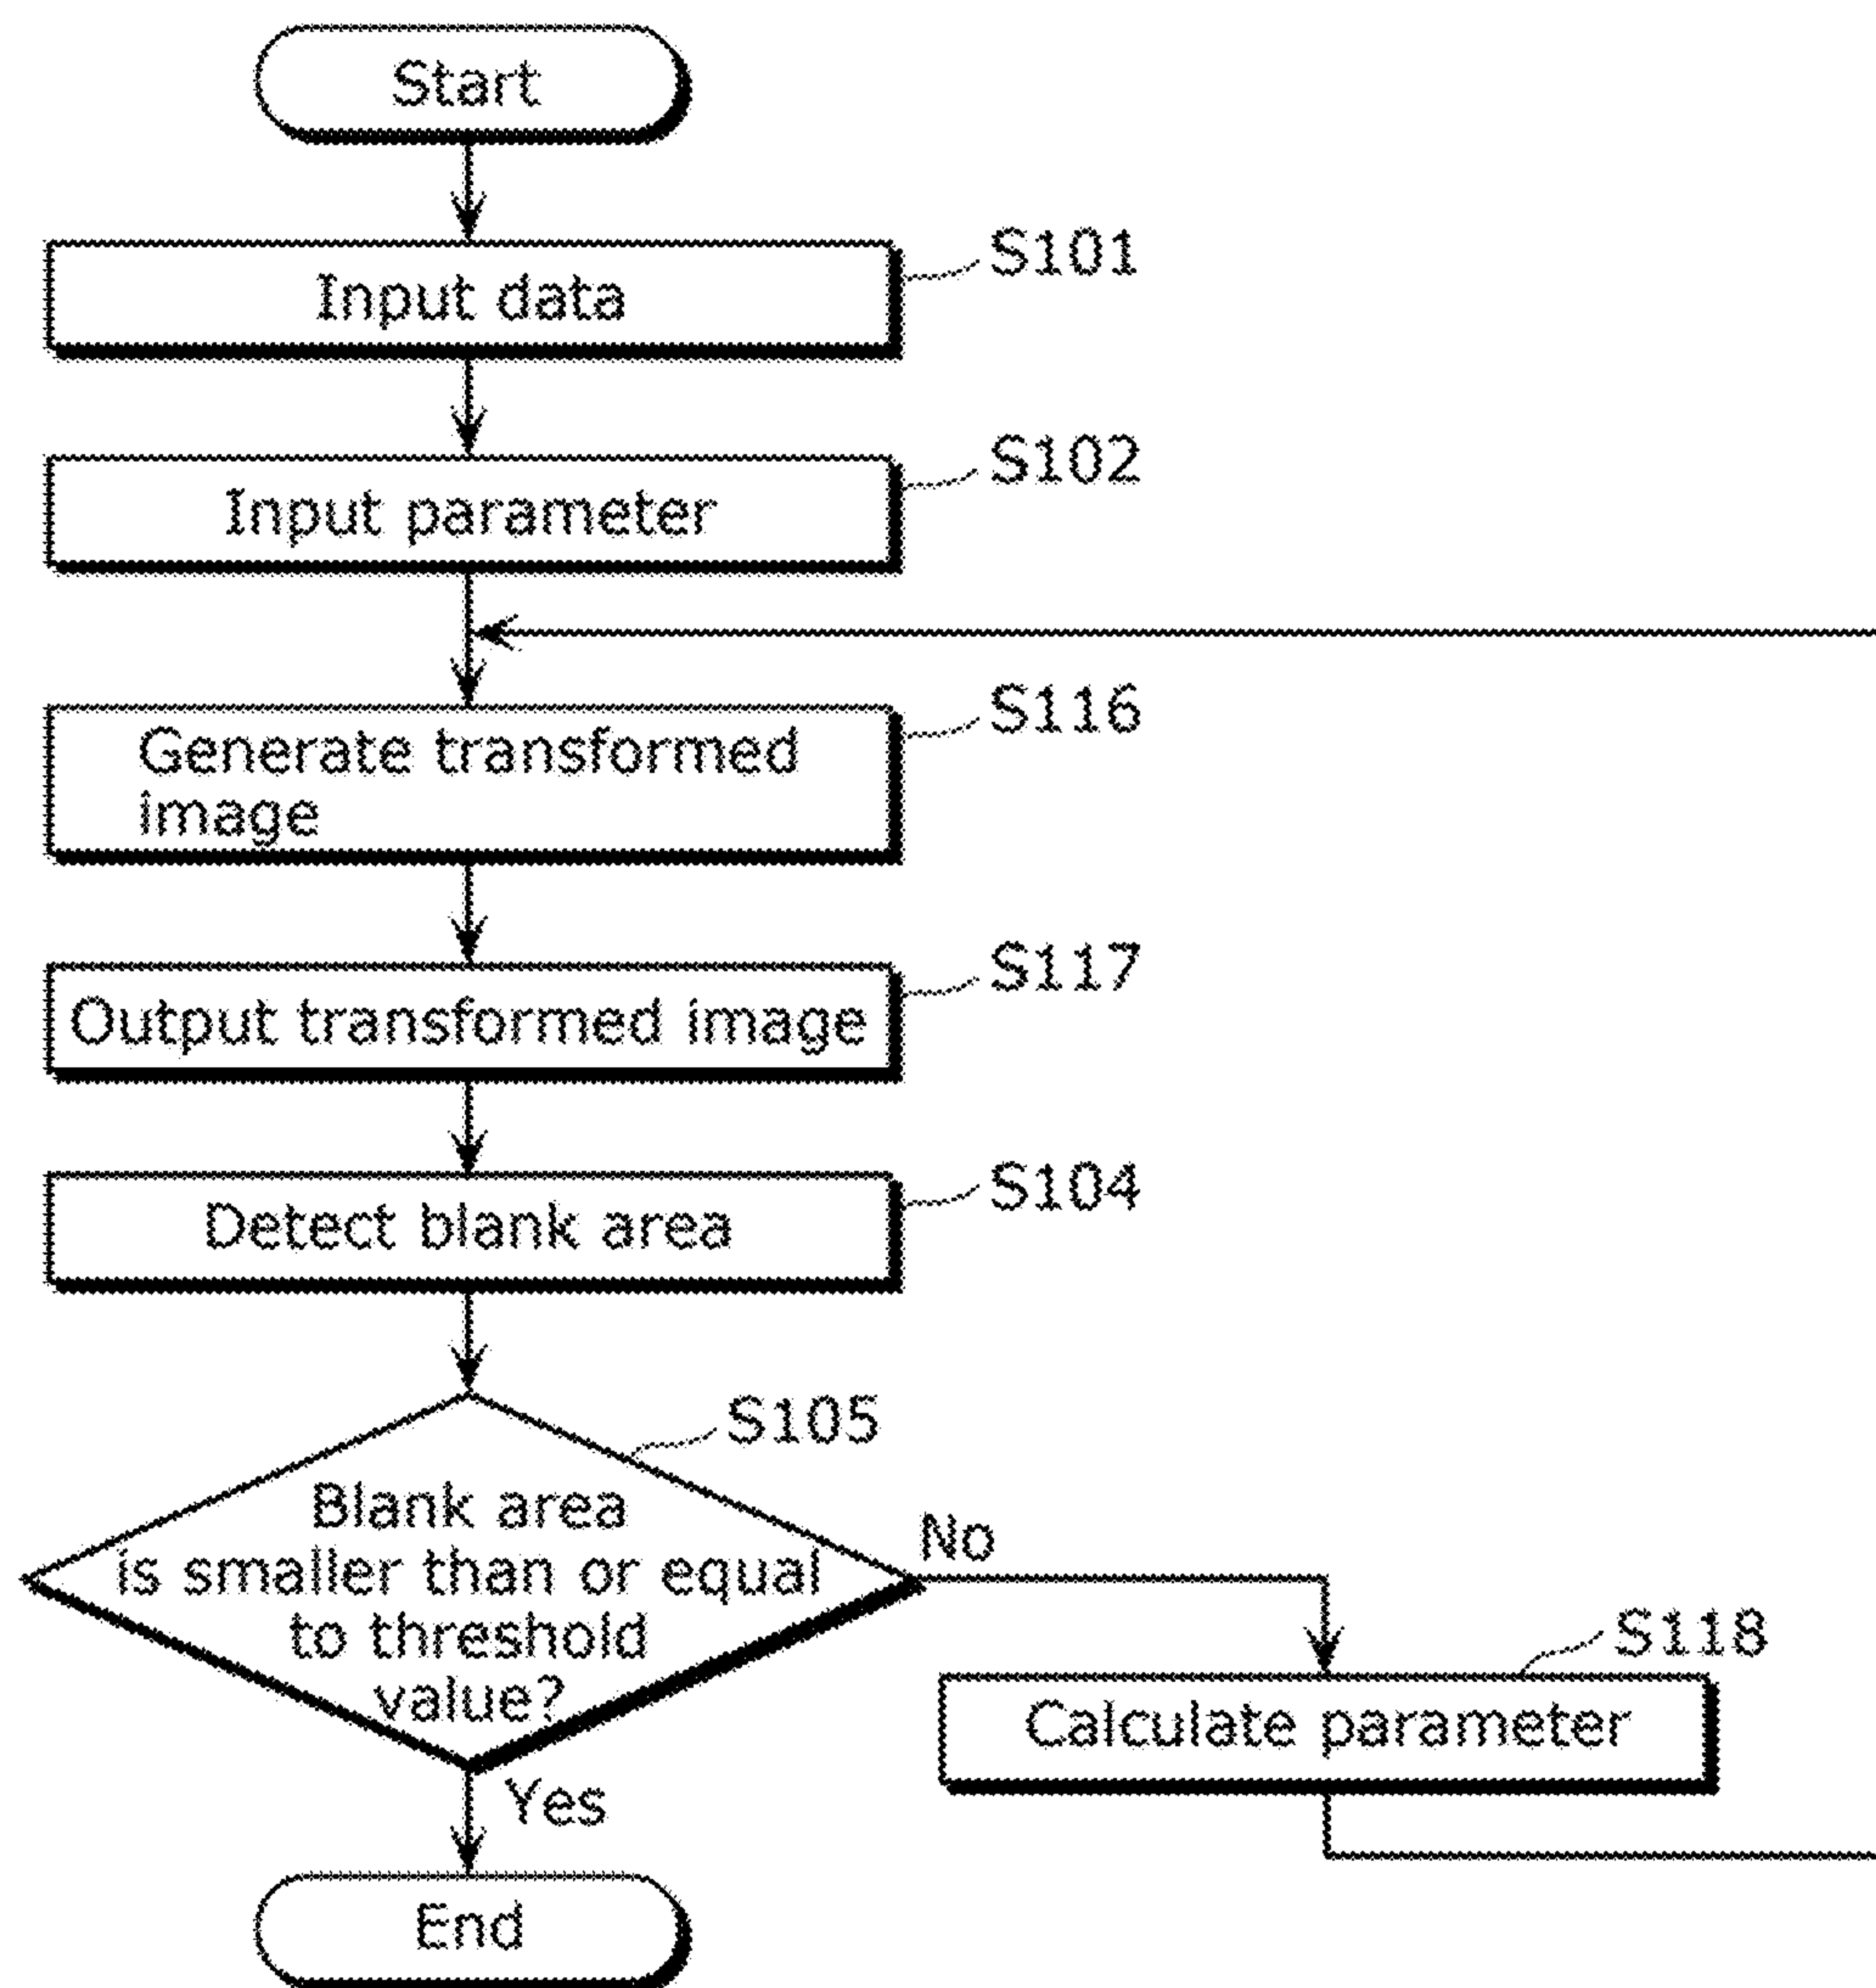 Start
S101
Input data
S102
Input parameter
S116
Generate transformed
image
S117
Output transformed image
S104
Detect blank area
S105
Blank area
is smaller than or equal
to threshold
value?
No
S118
Calculate parameter
Yes
End